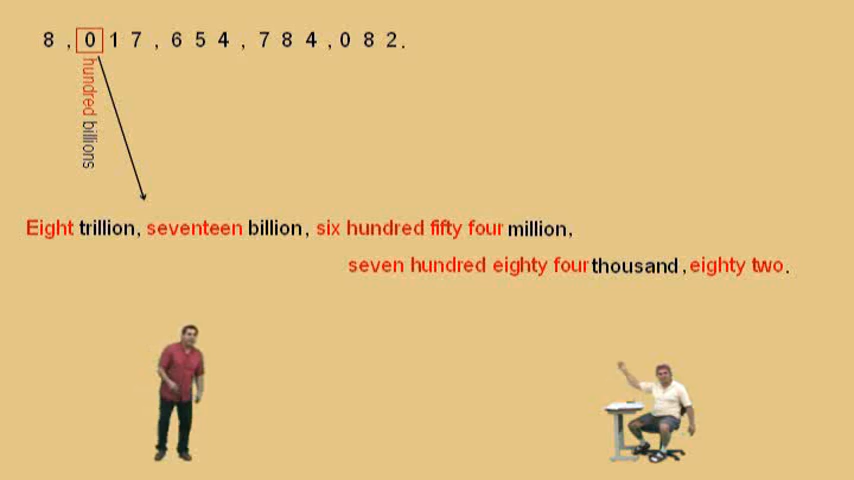 8 , 0 1 7 , 6 5 4 , 7 8 4 , 0 8 2 .
hundred billions
Eight trillion, seventeen billion, six hundred fifty four million,
seven hundred eighty four thousand, eighty two.